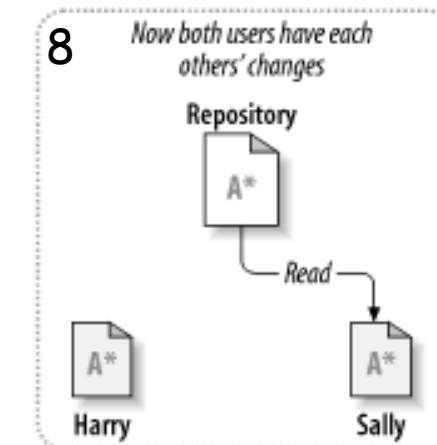 8
Now both users have each
others' changes
Repository
A*
Read
A*
A*
Harry
Sally